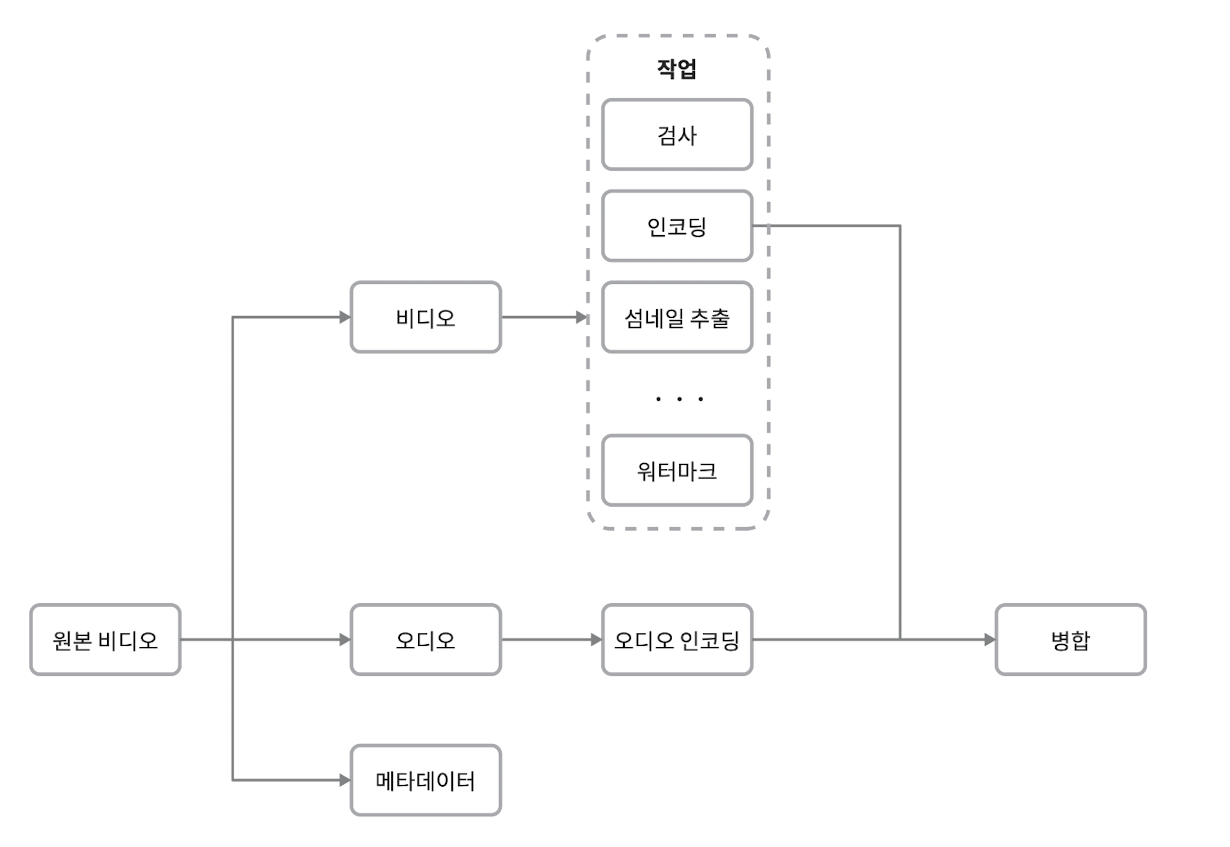 작업
검사
인코딩
비디오
섬네일 추출
. . .
워터마크
원본 비디오
오디오
오디오 인코딩
병합
메타데이터